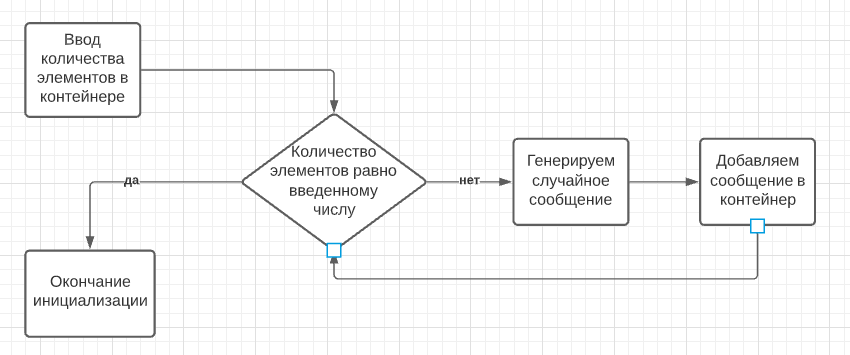 Ввод
количества
элементов в
контейнере
Количество
элементов равно
введенному
числу
да
нет
Генерируем
случайное
сообщение
Добавляем
сообщение в
контейнер
Окончание
инициализации